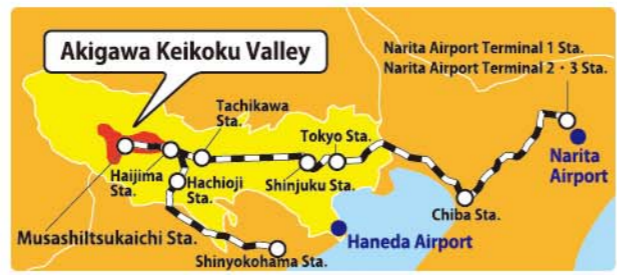 Akigawa Keikoku Valley
Narita Airport Terminal 1 Sta.
Narita Airport Terminal 2・3 Sta.
Tachikawa
Sta.
Tokyo Sta.
Narita
Airport
Haijima
Sta.
Hachioji
Sta.
Shinjuku Sta.
Chiba Sta.
MusashiItsukaichi Sta.
Haneda Airport
Shinyokohama Sta.